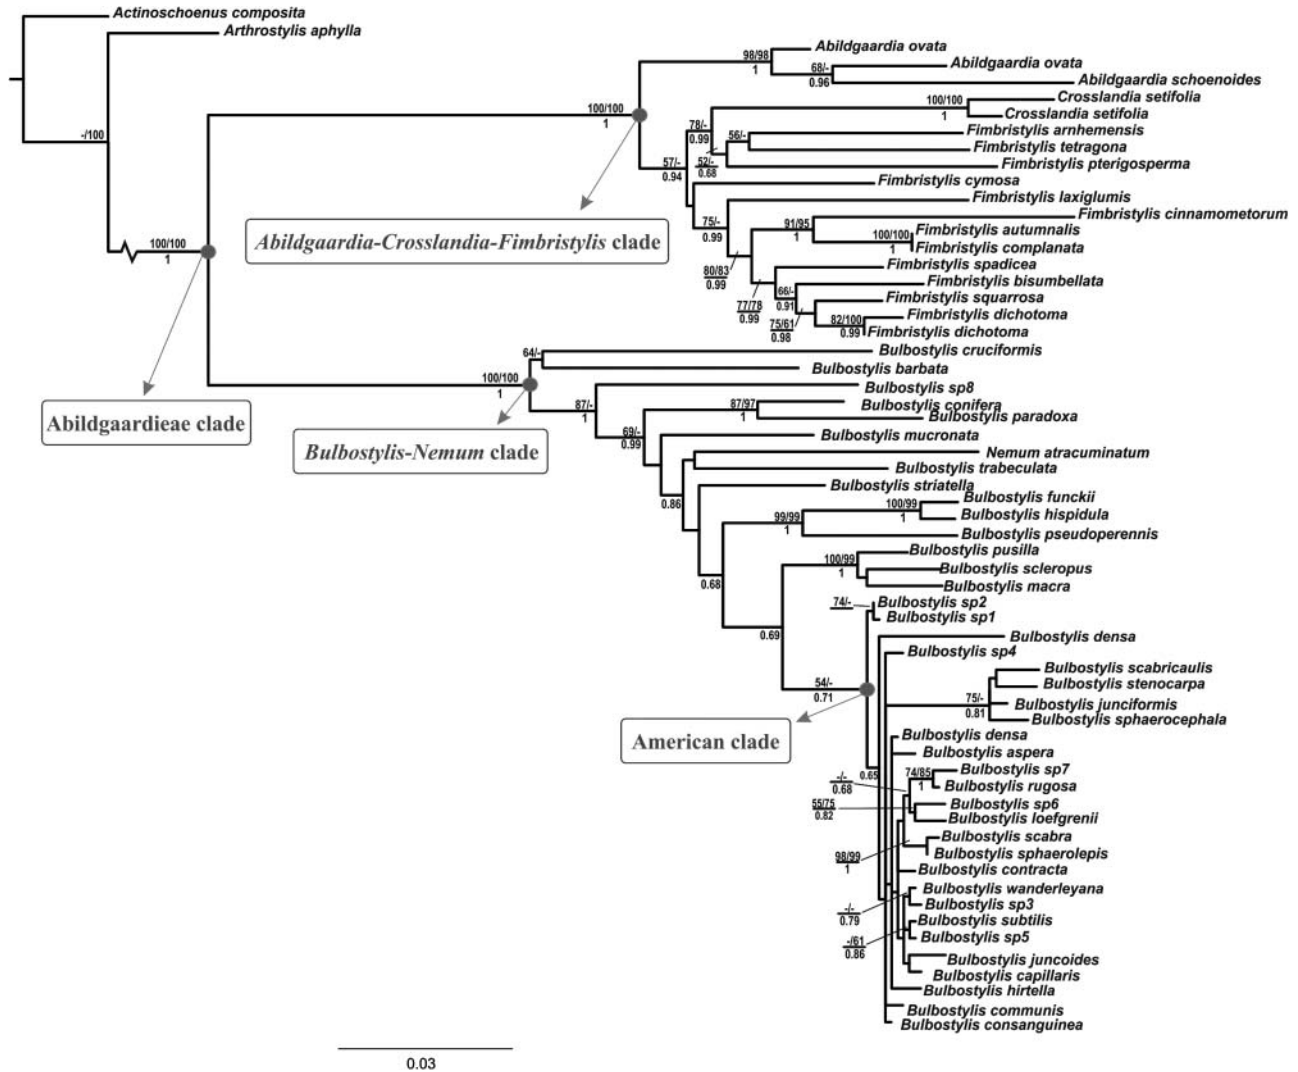 Actinoschoenus composita
Arthrostylis aphylla
98/98
1
Abildgaardia ovata
68/-
0.96
Abildgaardia ovata
Abildgaardia schoenoides
100/100
1
Crosslandia setifolia
Crosslandia setifolia
100/100
1
78/-
0.99
56/-
Fimbristylis arnhemensis
Fimbristylis tetragona
52/-
0.68
Fimbristylis pterigosperma
-/100
57/-
0.94
Fimbristylis cymosa
Fimbristylis laxiglumis
75/-
0.99
91/95
1
Fimbristylis cinnamometorum
100/100
1
Fimbristylis autumnalis
Fimbristylis complanata
Abildgaardia-Crosslandia-Fimbristylis clade
100/100
1
80/83
0.99
Fimbristylis spadicea
77/78
0.99
66/-
0.91
Fimbristylis bisumbellata
Fimbristylis squarrosa
75/61
0.98
82/100
0.99
Fimbristylis dichotoma
Fimbristylis dichotoma
64/-
Bulbostylis cruciformis
Bulbostylis barbata
100/100
1
Bulbostylis sp8
87/-
1
87/97
1
Bulbostylis conifera
Bulbostylis paradoxa
Abildgaardieae clade
69/-
0.99
Bulbostylis mucronata
Bulbostylis-Nemum clade
Nemum atracuminatum
Bulbostylis trabeculata
0.86
Bulbostylis striatella
100/99
1
Bulbostylis funckii
Bulbostylis hispidula
99/99
1
Bulbostylis pseudoperennis
0.68
100/99
1
Bulbostylis pusilla
Bulbostylis scleropus
Bulbostylis macra
0.69
74/-
Bulbostylis sp2
Bulbostylis sp1
Bulbostylis densa
Bulbostylis sp4
54/-
0.71
Bulbostylis scabricaulis
Bulbostylis stenocarpa
75/-
0.81
Bulbostylis junciformis
Bulbostylis sphaerocephala
American clade
Bulbostylis densa
Bulbostylis aspera
0.65
-/-
0.68
74/85
1
Bulbostylis sp7
Bulbostylis rugosa
55/75
0.82
Bulbostylis sp6
Bulbostylis loefgrenii
Bulbostylis scabra
98/99
1
Bulbostylis sphaerolepis
Bulbostylis contracta
Bulbostylis wanderleyana
-/-
0.79
Bulbostylis sp3
Bulbostylis subtilis
-/61
0.86
Bulbostylis sp5
Bulbostylis juncoides
Bulbostylis capillaris
Bulbostylis hirtella
Bulbostylis communis
Bulbostylis consanguinea
0.03